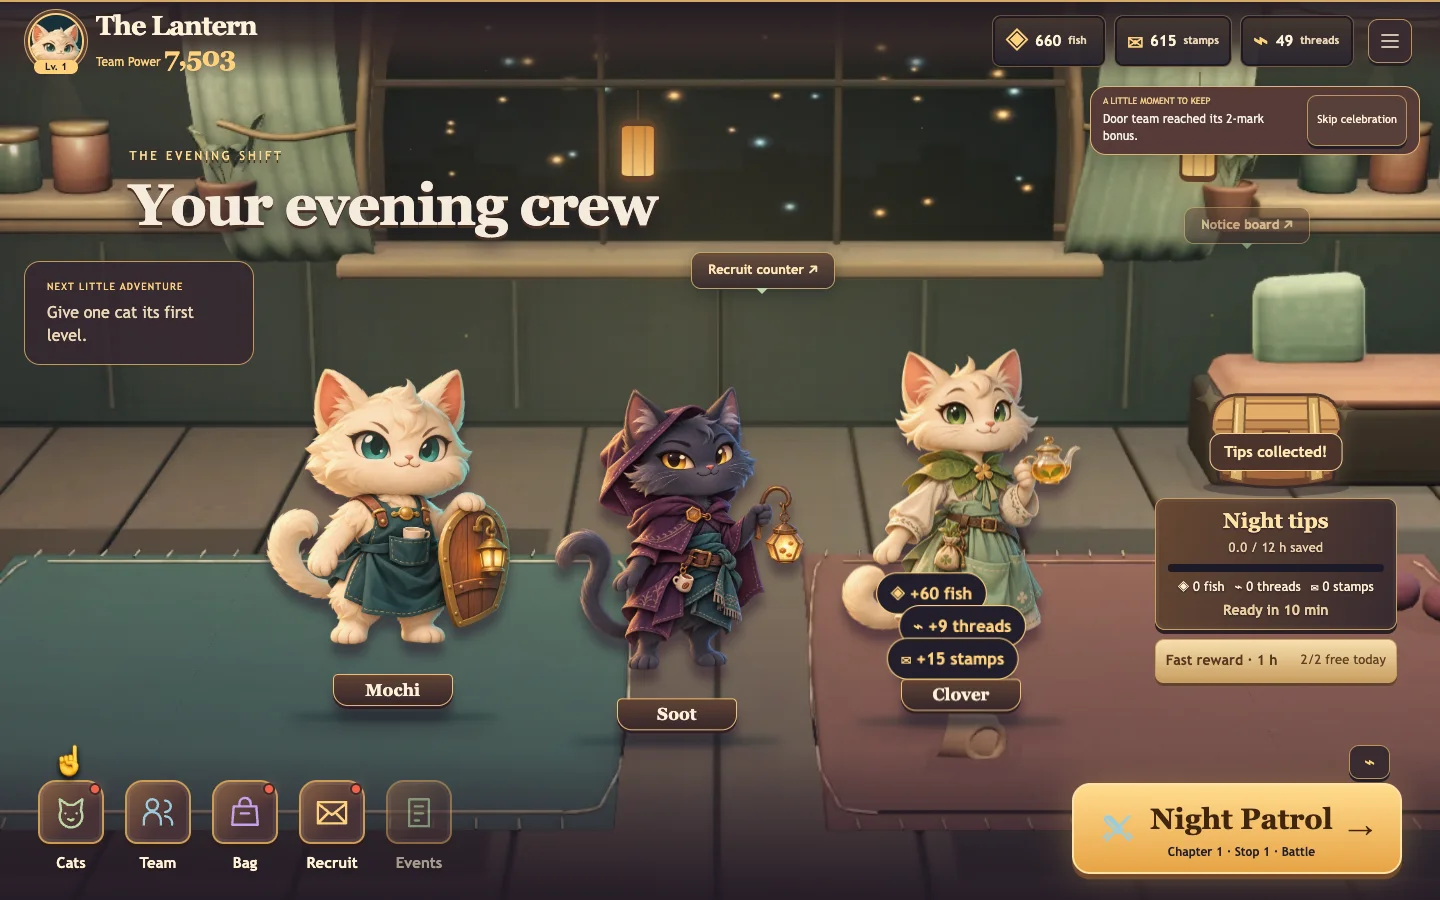 The Lantern
Team Power 7,503
Lv. 1
660 fish
615 stamps
49 threads
A LITTLE MOMENT TO KEEP
Door team reached its 2-mark
bonus.
Skip celebration
THE EVENING SHIFT
Your evening crew
Notice board ↗
Recruit counter ↗
NEXT LITTLE ADVENTURE
Give one cat its first
level.
Tips collected!
Night tips
0.0 / 12 h saved
0 fish 0 threads 0 stamps
Ready in 10 min
Fast reward · 1 h 2/2 free today
+60 fish
+9 threads
+15 stamps
Mochi
Soot
Clover
Cats
Team
Bag
Recruit
Events
Night Patrol →
Chapter 1 · Stop 1 · Battle